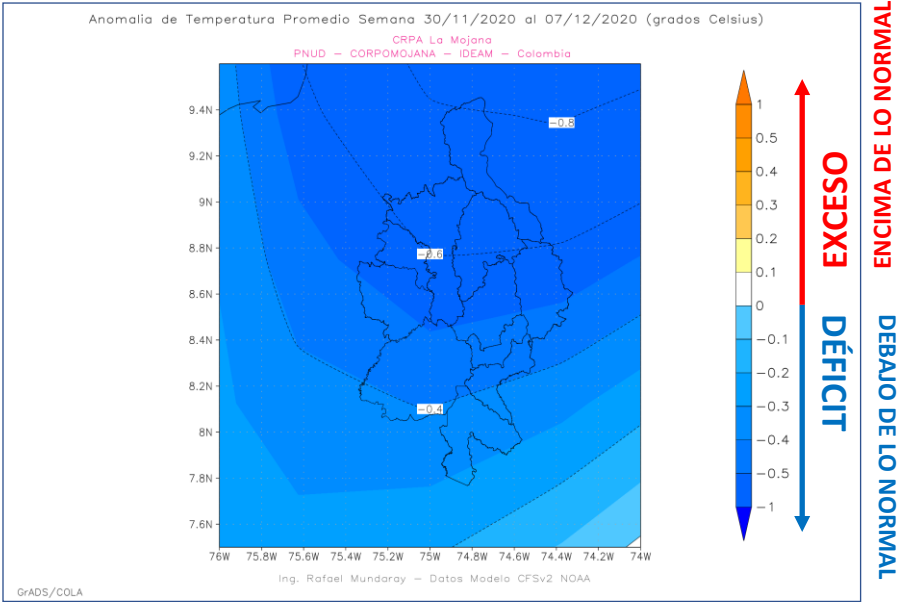 Anomalia de Temperatura Promedio Semana 30/11/2020 al 07/12/2020 (grados Celsius)
CRPA La Mojana
PNUD – CORPOMOJANA – IDEAM – Colombia
9.4N
9.2N
9N
8.8N
8.6N
8.4N
8.2N
8N
7.8N
7.6N
−0.8
−0.6
−0.4
76W 75.8W 75.6W 75.4W 75.2W 75W 74.8W 74.6W 74.4W 74.2W 74W
1
0.5
0.4
0.3
0.2
0.1
0
−0.1
−0.2
−0.3
−0.4
−0.5
−1
EXCESO
DÉFICIT
ENCIMA DE LO NORMAL
DEBAJO DE LO NORMAL
Ing. Rafael Mundaray – Datos Modelo CFSv2 NOAA
GrADS/COLA